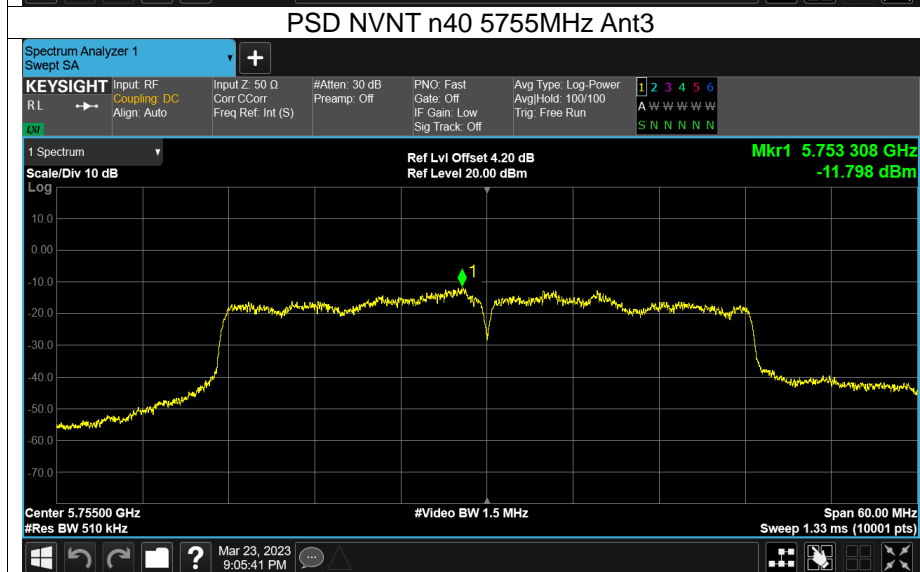 PSD NVNT n40 5755MHz Ant3
Spectrum Analyzer 1
Swept SA
▼
+
KEYSIGHT
R L
LXI
Input: RF
Coupling: DC
Align: Auto
Input Z: 50 Ω
Corr CCorr
Freq Ref: Int (S)
#Atten: 30 dB
Preamp: Off
PNO: Fast
Gate: Off
IF Gain: Low
Sig Track: Off
Avg Type: Log-Power
Avg|Hold: 100/100
Trig: Free Run
1 2 3 4 5 6
A W W W W W
S N N N N N
1 Spectrum ▼
Scale/Div 10 dB
Ref Lvl Offset 4.20 dB
Ref Level 20.00 dBm
Mkr1 5.753 308 GHz
-11.798 dBm
Log
10.0
0.00
-10.0
-20.0
-30.0
-40.0
-50.0
-60.0
-70.0
1
Center 5.75500 GHz
#Res BW 510 kHz
#Video BW 1.5 MHz
Span 60.00 MHz
Sweep 1.33 ms (10001 pts)
?
Mar 23, 2023
9:05:41 PM